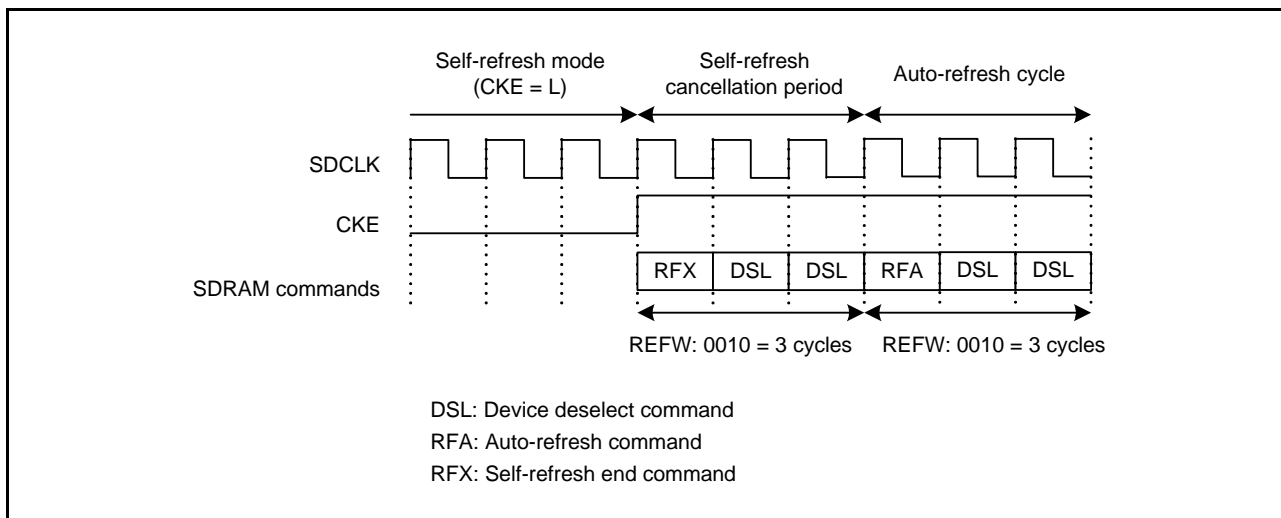 Self-refresh mode
(CKE = L)
Self-refresh
cancellation period
Auto-refresh cycle
SDCLK
CKE
SDRAM commands
RFX DSL DSL RFA DSL DSL
REFW: 0010 = 3 cycles REFW: 0010 = 3 cycles
DSL: Device deselect command
RFA: Auto-refresh command
RFX: Self-refresh end command